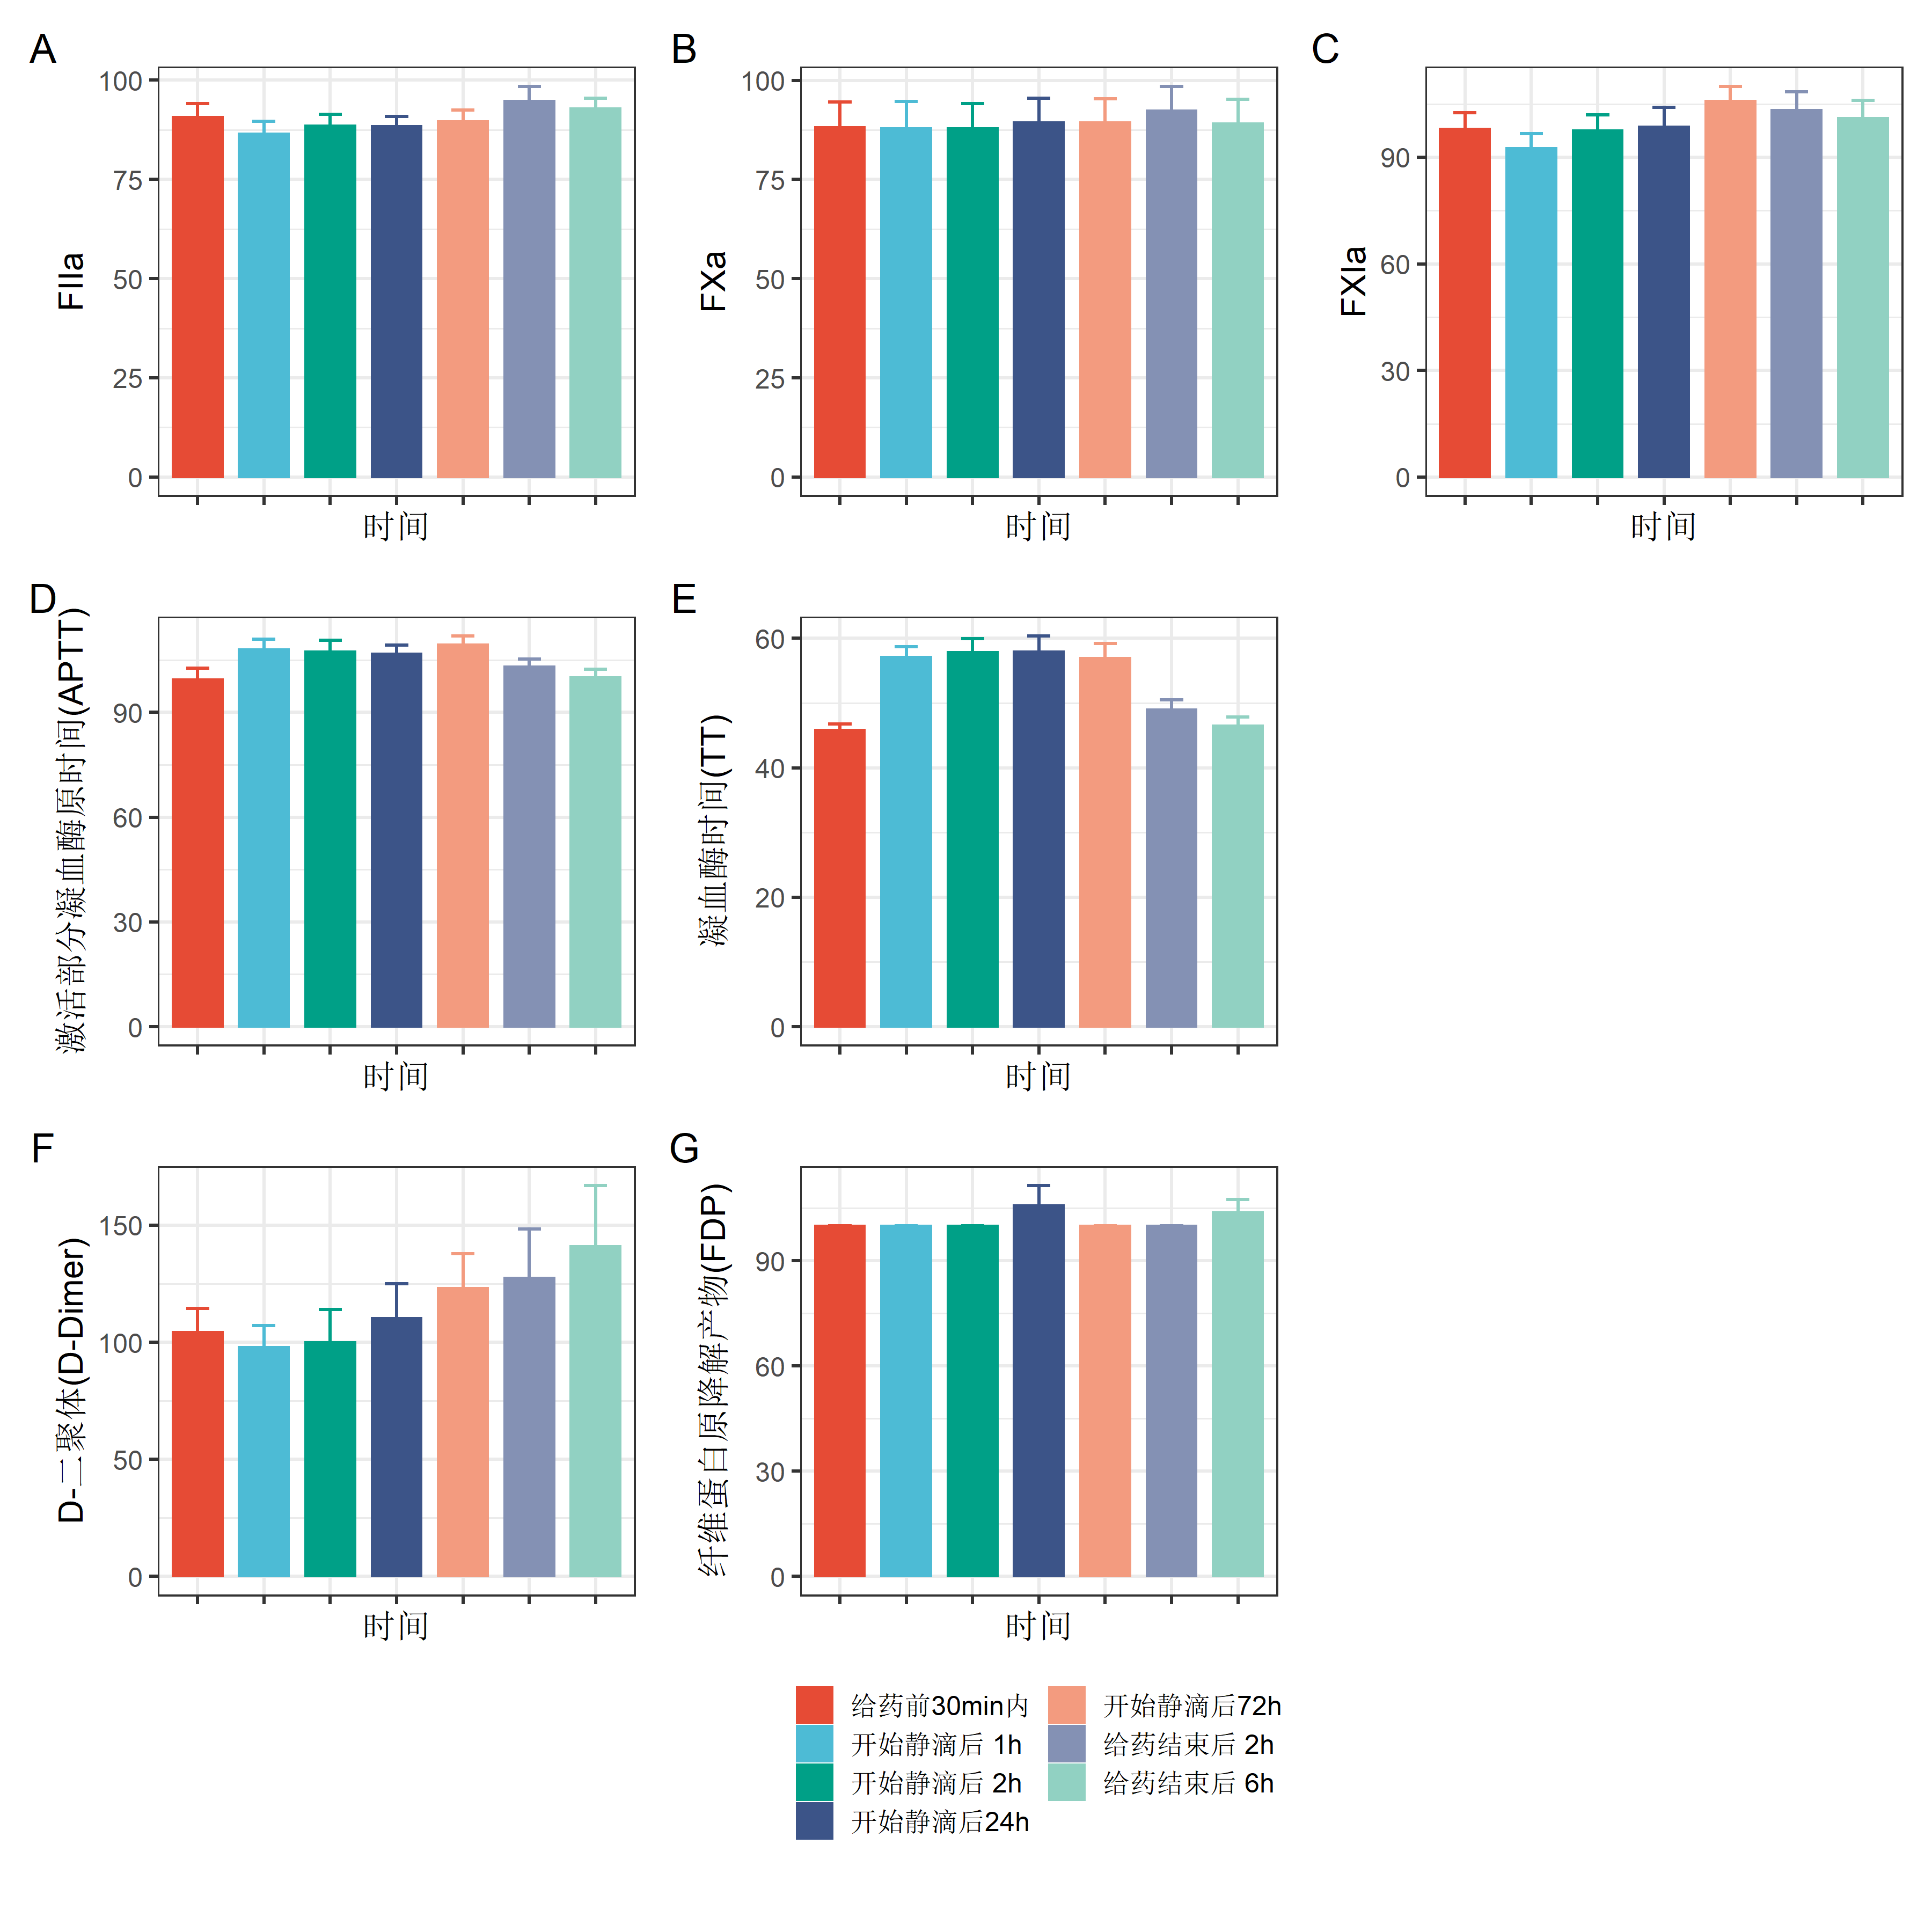 A
FIIa
100
75
50
25
0
时间
B
FXa
100
75
50
25
0
时间
C
FXIa
90
60
30
0
时间
D
激活部分凝血酶原时间(APTT)
90
60
30
0
时间
E
凝血酶时间(TT)
60
40
20
0
时间
F
D-二聚体(D-Dimer)
150
100
50
0
时间
G
纤维蛋白原降解产物(FDP)
90
60
30
0
时间
给药前30min内
开始静滴后 1h
开始静滴后 2h
开始静滴后24h
开始静滴后72h
给药结束后 2h
给药结束后 6h